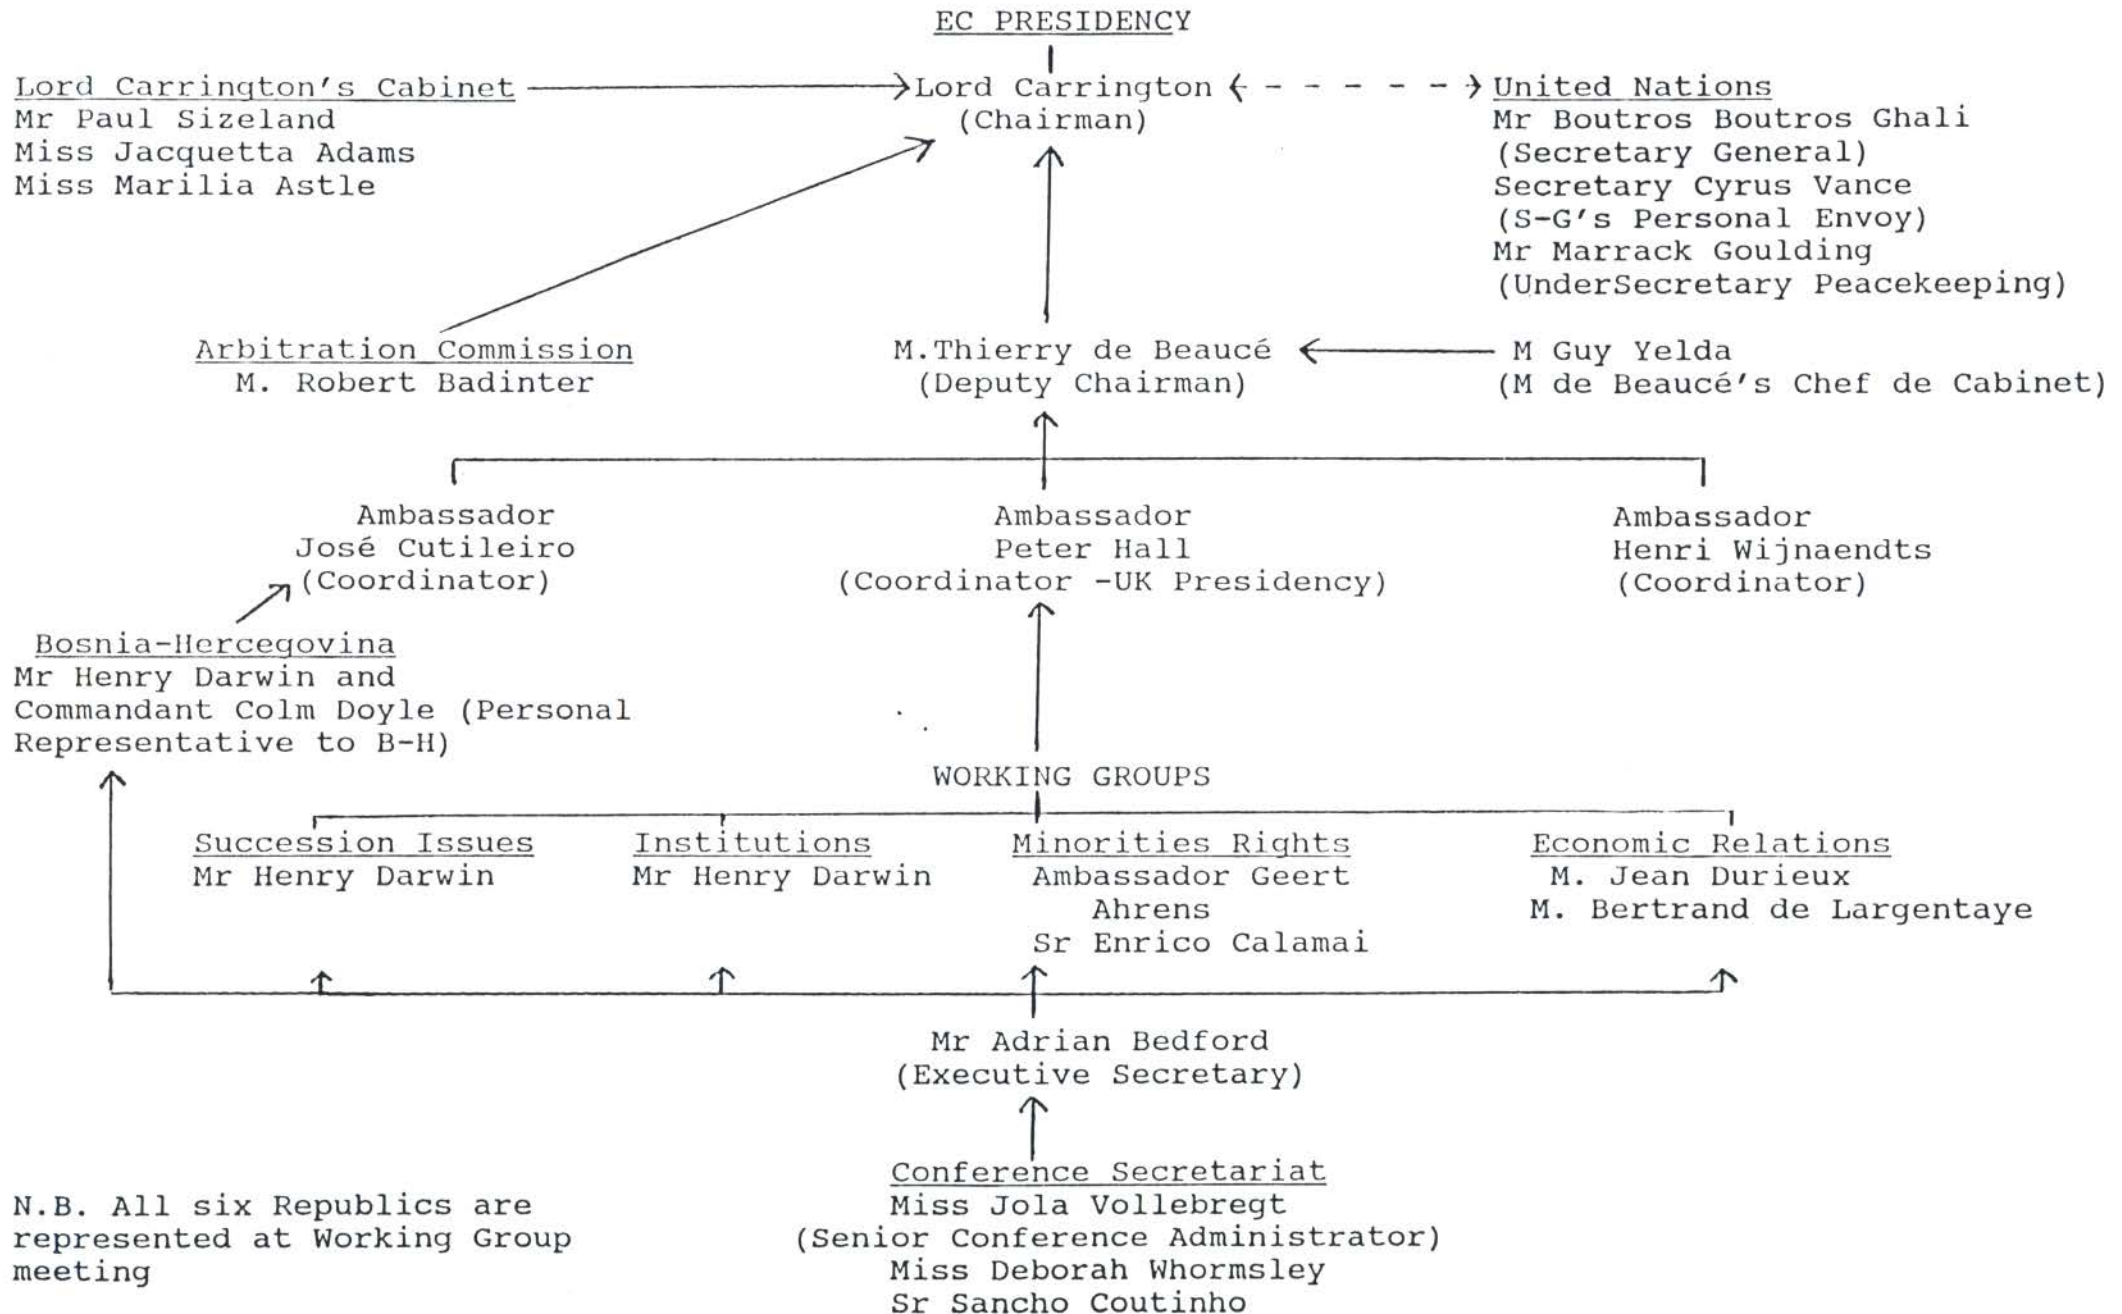 EC PRESIDENCY
Lord Carrington's Cabinet
Mr Paul Sizeland
Miss Jacquetta Adams
Miss Marilia Astle
Lord Carrington
(Chairman)
United Nations
Mr Boutros Boutros Ghali
(Secretary General)
Secretary Cyrus Vance
(S-G's Personal Envoy)
Mr Marrack Goulding
(UnderSecretary Peacekeeping)
Arbitration Commission
M. Robert Badinter
M.Thierry de Beaucé
(Deputy Chairman)
M Guy Yelda
(M de Beaucé's Chef de Cabinet)
Ambassador
José Cutileiro
(Coordinator)
Ambassador
Peter Hall
(Coordinator -UK Presidency)
Ambassador
Henri Wijnaendts
(Coordinator)
Bosnia-Hercegovina
Mr Henry Darwin and
Commandant Colm Doyle (Personal
Representative to B-H)
WORKING GROUPS
Succession Issues
Mr Henry Darwin
Institutions
Mr Henry Darwin
Minorities Rights
Ambassador Geert
Ahrens
Sr Enrico Calamai
Economic Relations
M. Jean Durieux
M. Bertrand de Largentaye
Mr Adrian Bedford
(Executive Secretary)
Conference Secretariat
Miss Jola Vollebregt
(Senior Conference Administrator)
Miss Deborah Whormsley
Sr Sancho Coutinho
N.B. All six Republics are
represented at Working Group
meeting